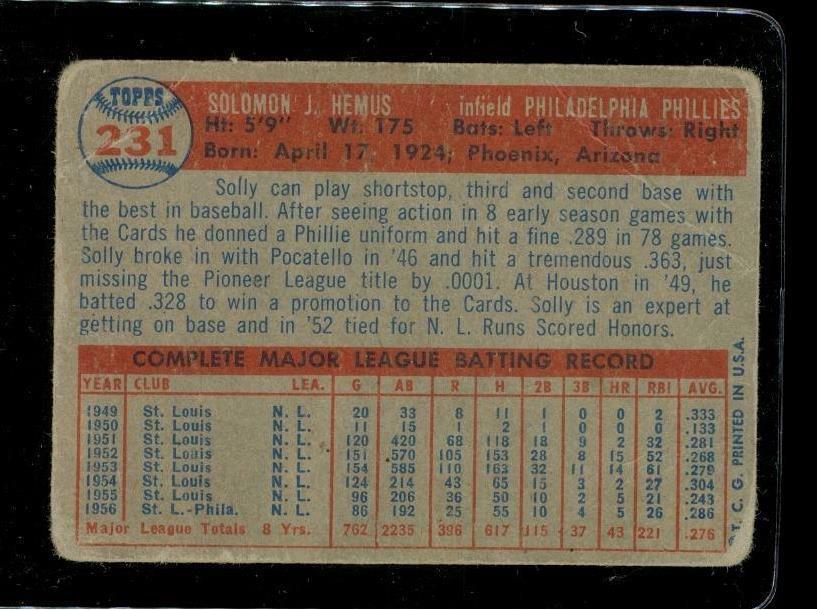 TOPPS
231
SOLOMON J. HEMUS infield PHILADELPHIA PHILLIES
Ht: 5'9" Wt: 175 Bats: Left Throws: Right
Born: April 17, 1924; Phoenix, Arizona
Solly can play shortstop, third and second base with
the best in baseball. After seeing action in 8 early season games with
the Cards he donned a Phillie uniform and hit a fine .289 in 78 games.
Solly broke in with Pocatello in '46 and hit a tremendous .363, just
missing the Pioneer League title by .0001. At Houston in '49, he
batted .328 to win a promotion to the Cards. Solly is an expert at
getting on base and in '52 tied for N. L. Runs Scored Honors.
COMPLETE MAJOR LEAGUE BATTING RECORD
YEAR CLUB LEA. G AB R H 2B 3B HR RBI AVG.
1949 St. Louis N. L. 20 33 8 11 1 0 0 2 .333
1950 St. Louis N. L. 11 15 1 2 1 0 0 0 .133
1951 St. Louis N. L. 120 420 68 118 18 9 2 32 .281
1952 St. Louis N. L. 151 .570 105 153 28 8 15 52 .268
1953 St. Louis N. L. 154 585 110 163 32 11 14 61 .279
1954 St. Louis N. L. 124 214 43 65 15 3 2 27 .304
1955 St. Louis N. L. 96 206 36 50 10 2 5 21 .243
1956 St. L.-Phila. N. L. 86 192 25 55 10 4 5 26 .286
Major League Totals 8 Yrs. 762 2235 396 617 115 37 43 221 .276
T. C. G. PRINTED IN U.S.A.